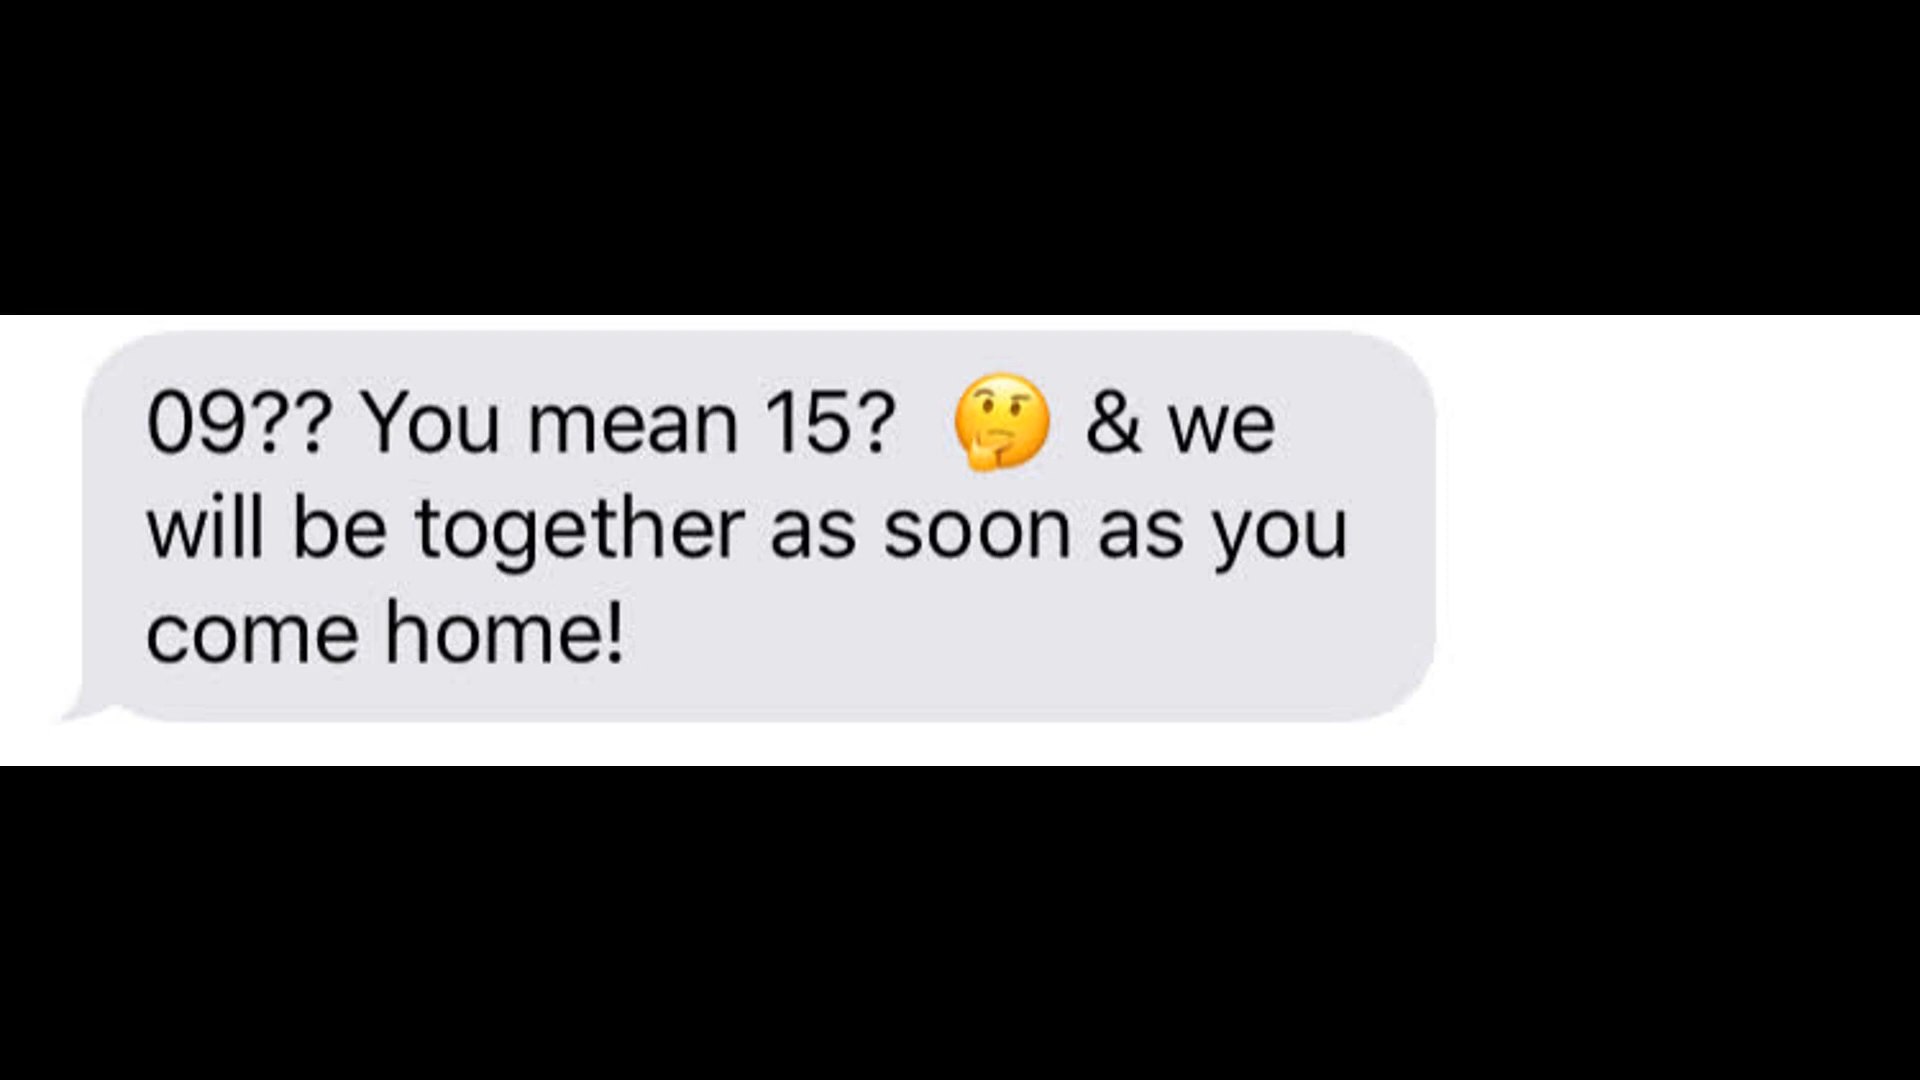 09?? You mean 15? 🤔 & we
will be together as soon as you
come home!